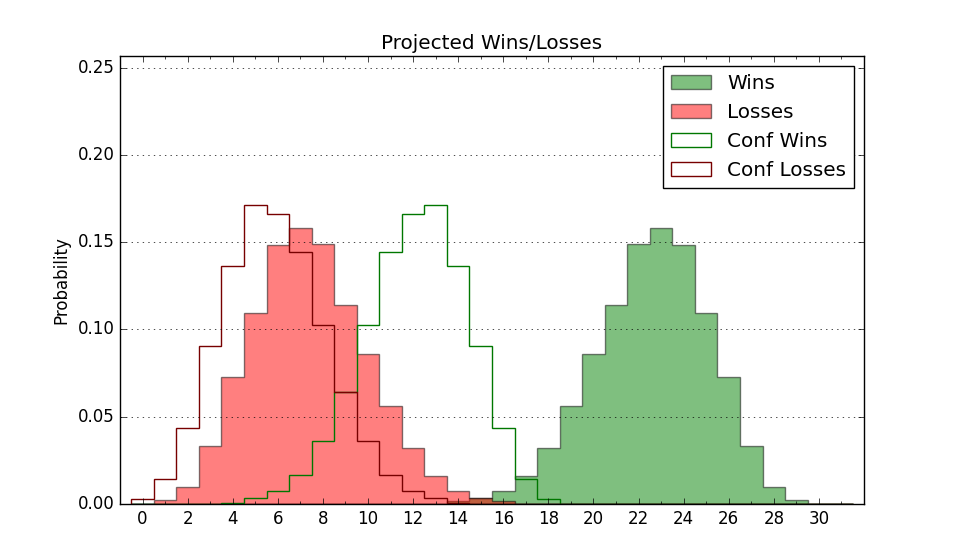 Projected Wins/Losses
0.25
0.20
0.15
0.10
0.05
0.00
Probability
Wins
Losses
Conf Wins
Conf Losses
0 2 4 6 8 10 12 14 16 18 20 22 24 26 28 30